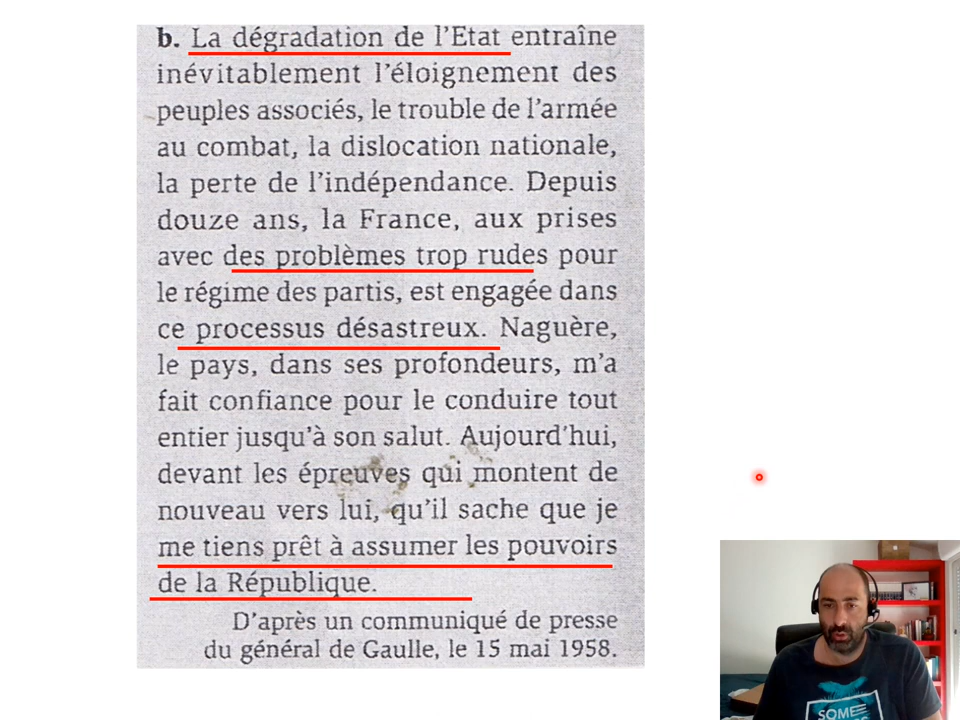 b. La dégradation de l'Etat entraîne
inévitablement l'éloignement des
peuples associés, le trouble de l'armée
au combat, la dislocation nationale,
la perte de l'indépendance. Depuis
douze ans, la France, aux prises
avec des problèmes trop rudes pour
le régime des partis, est engagée dans
ce processus désastreux. Naguère,
le pays, dans ses profondeurs, m'a
fait confiance pour le conduire tout
entier jusqu'à son salut. Aujourd'hui,
devant les épreuves qui montent de
nouveau vers lui, qu'il sache que je
me tiens prêt à assumer les pouvoirs
de la République.
D'après un communiqué de presse
du général de Gaulle, le 15 mai 1958.
SOME